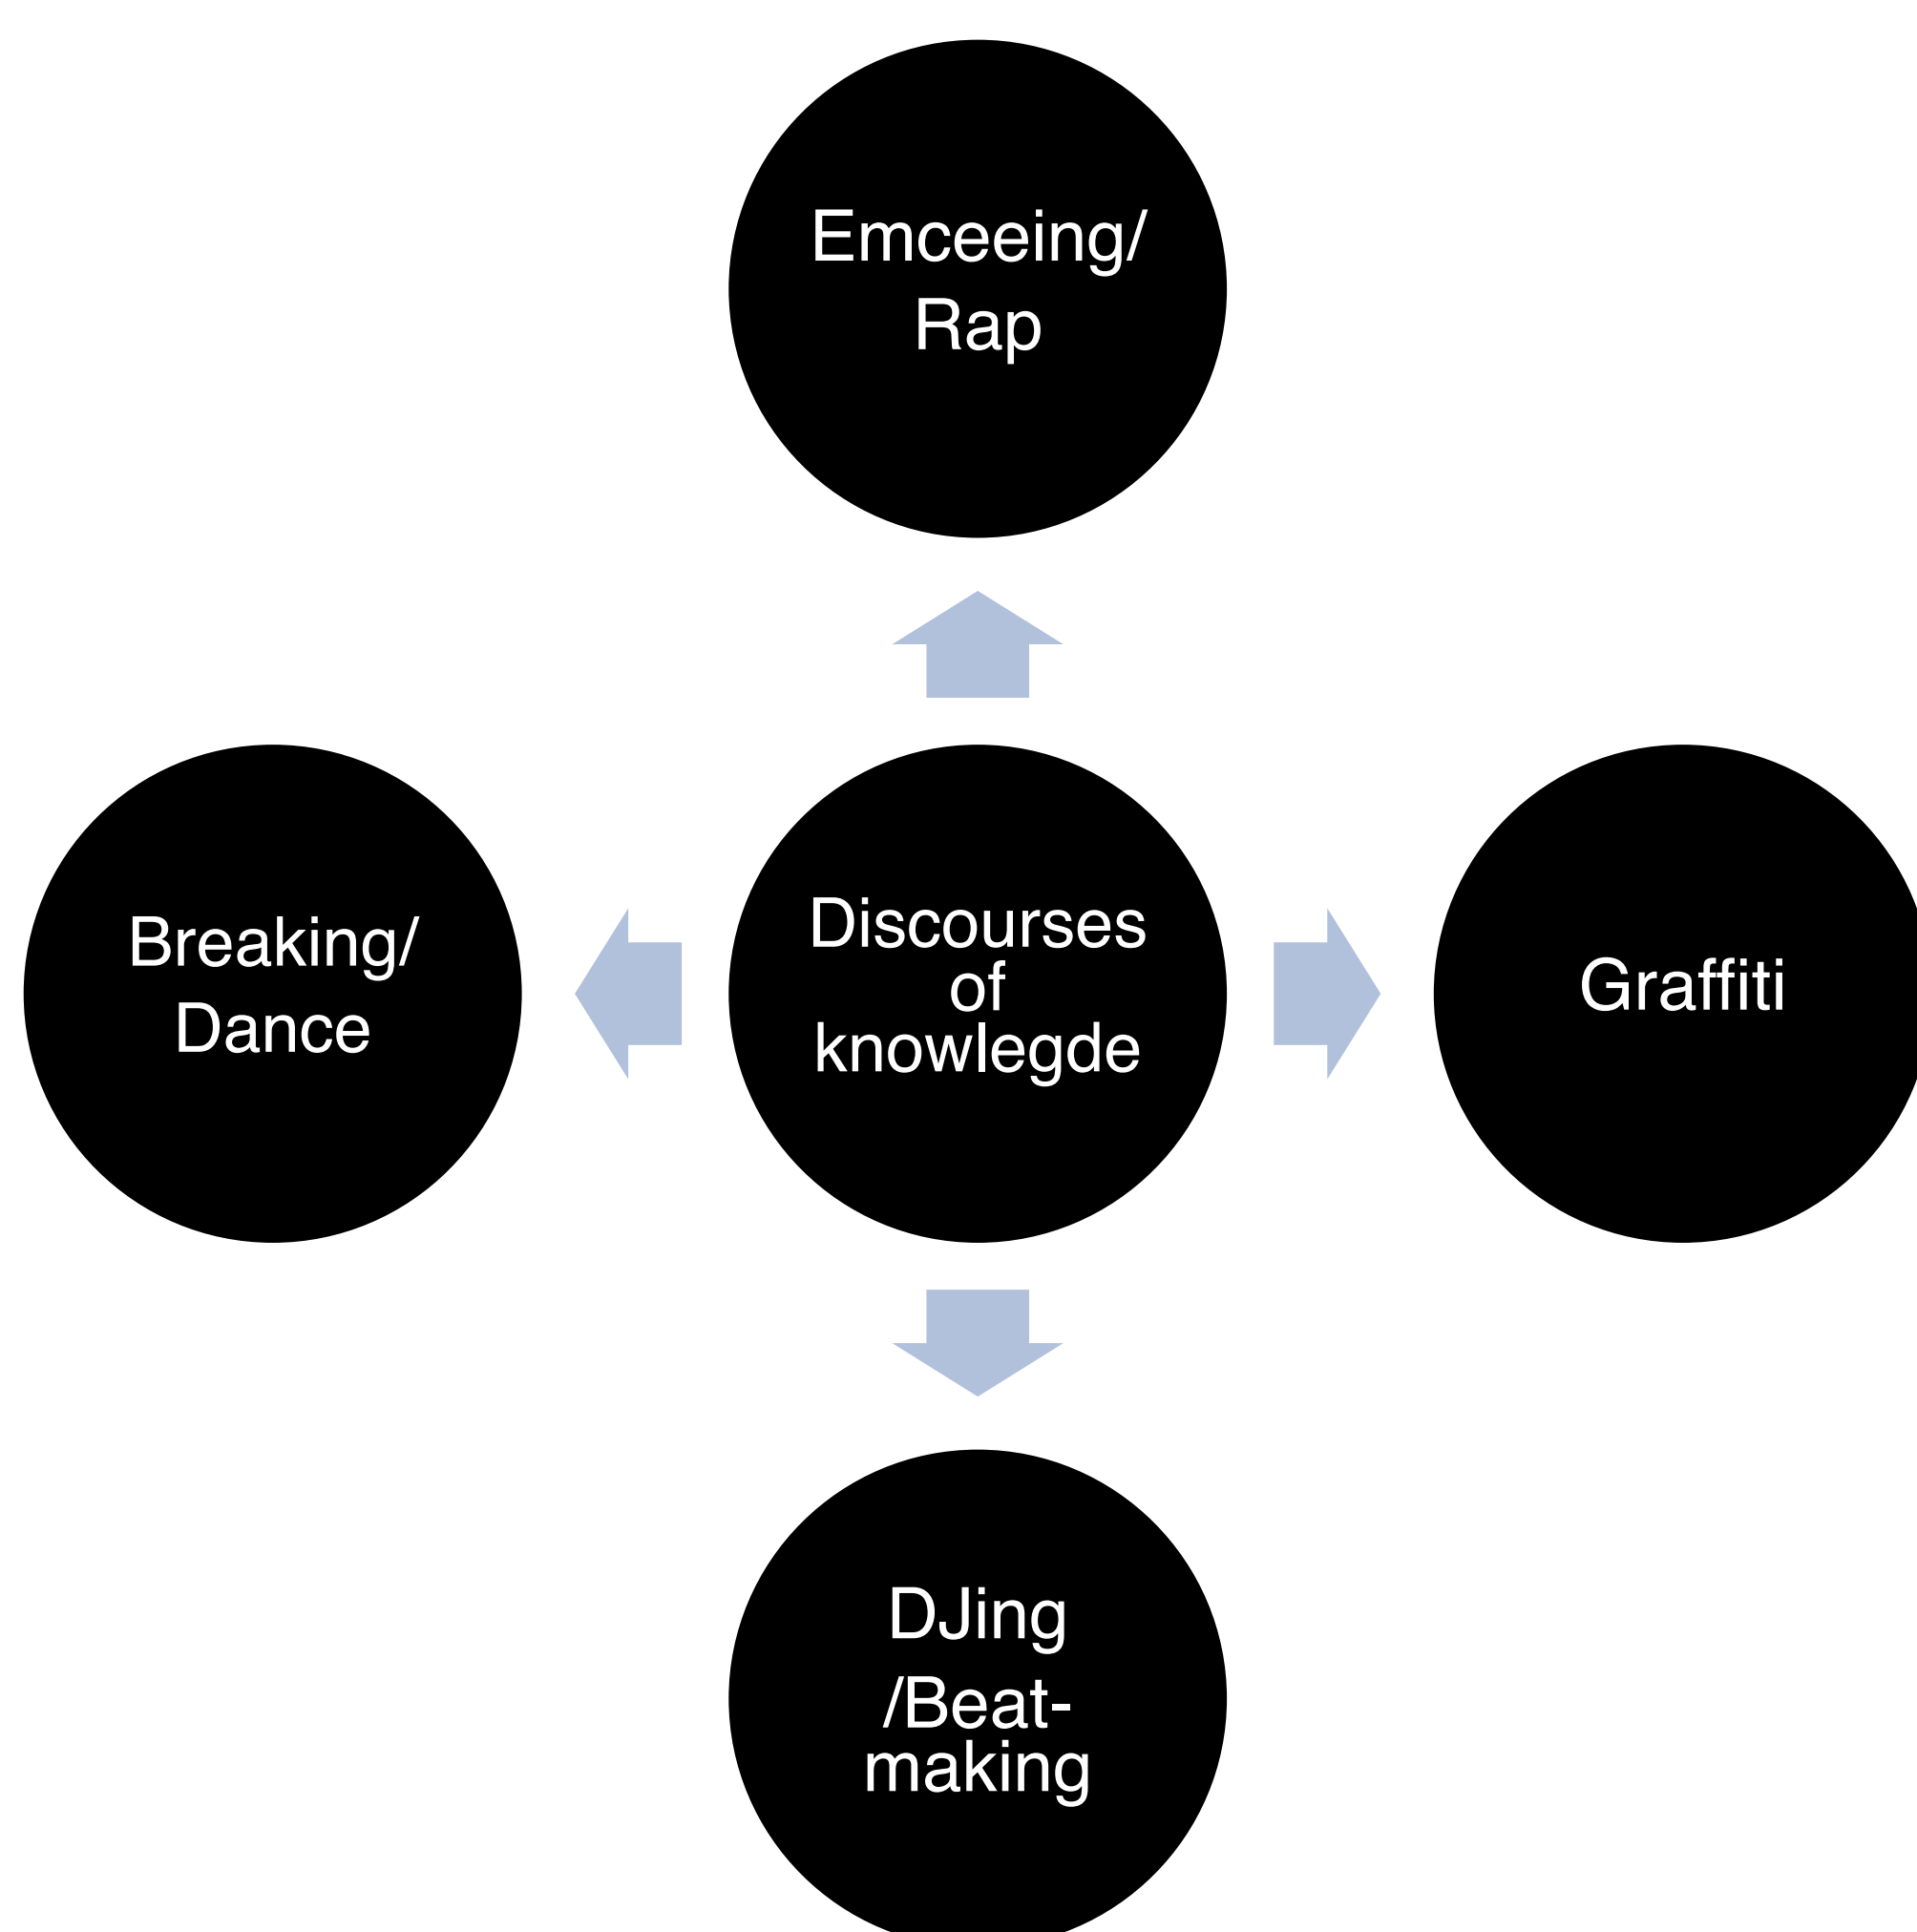 Emceeing/
Rap
Breaking/
Dance
Discourses
of
knowlegde
Graffiti
DJing
/Beat-
making